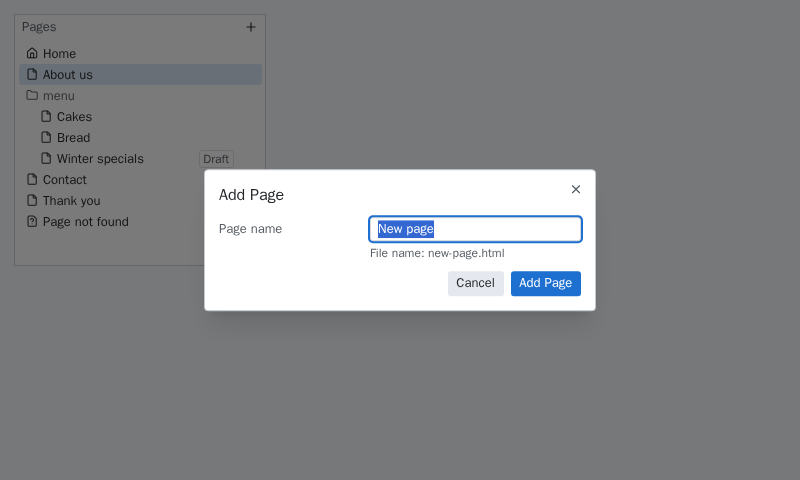 Pages
Home
About us
menu
Cakes
Bread
Winter specials Draft
Contact
Thank you
Page not found
Add Page
Page name New page
File name: new-page.html
Cancel Add Page